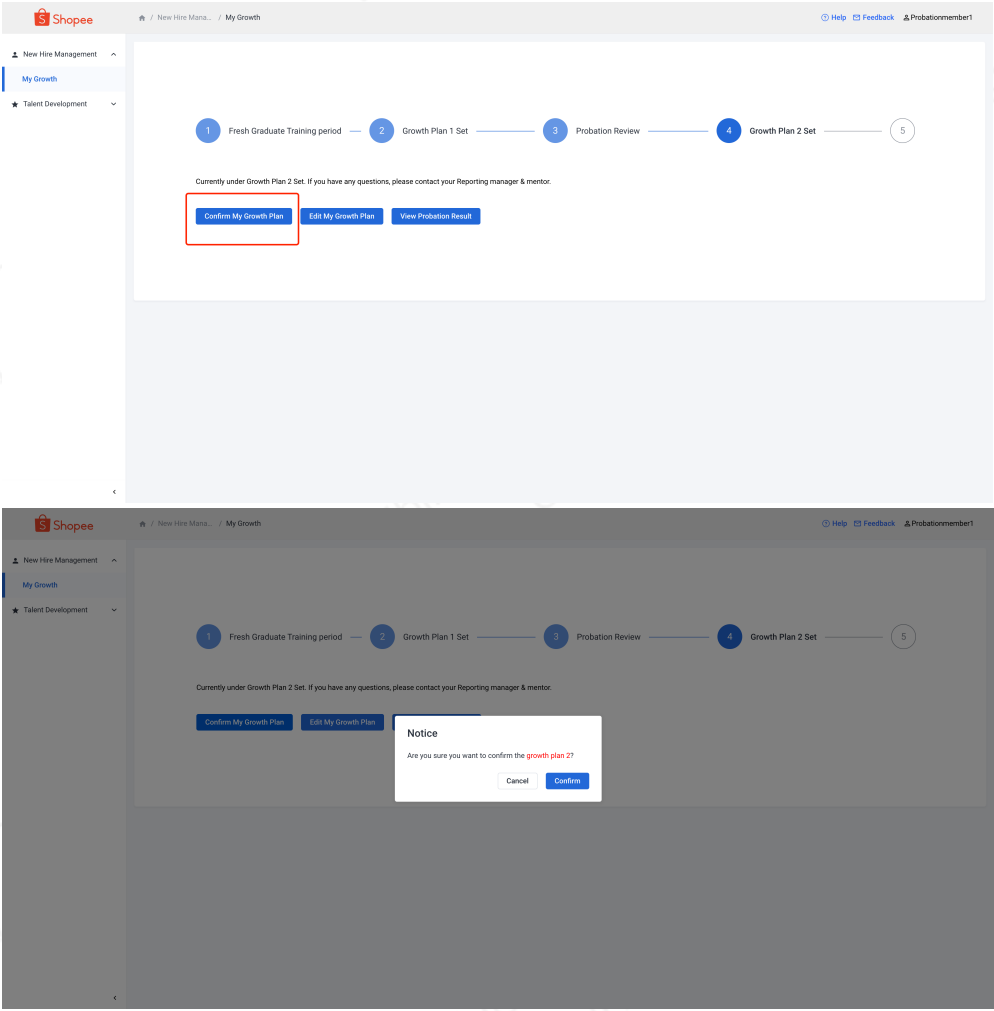 Shopee
/ New Hire Mana... / My Growth
Help Feedback Probationmember1
New Hire Management
My Growth
Talent Development
1 Fresh Graduate Training period 2 Growth Plan 1 Set 3 Probation Review 4 Growth Plan 2 Set 5
Currently under Growth Plan 2 Set. If you have any questions, please contact your Reporting manager & mentor.
Confirm My Growth Plan Edit My Growth Plan View Probation Result
Shopee
/ New Hire Mana... / My Growth
Help Feedback Probationmember1
New Hire Management
My Growth
Talent Development
1 Fresh Graduate Training period 2 Growth Plan 1 Set 3 Probation Review 4 Growth Plan 2 Set 5
Currently under Growth Plan 2 Set. If you have any questions, please contact your Reporting manager & mentor.
Confirm My Growth Plan Edit My Growth Plan
Notice
Are you sure you want to confirm the growth plan 2?
Cancel Confirm